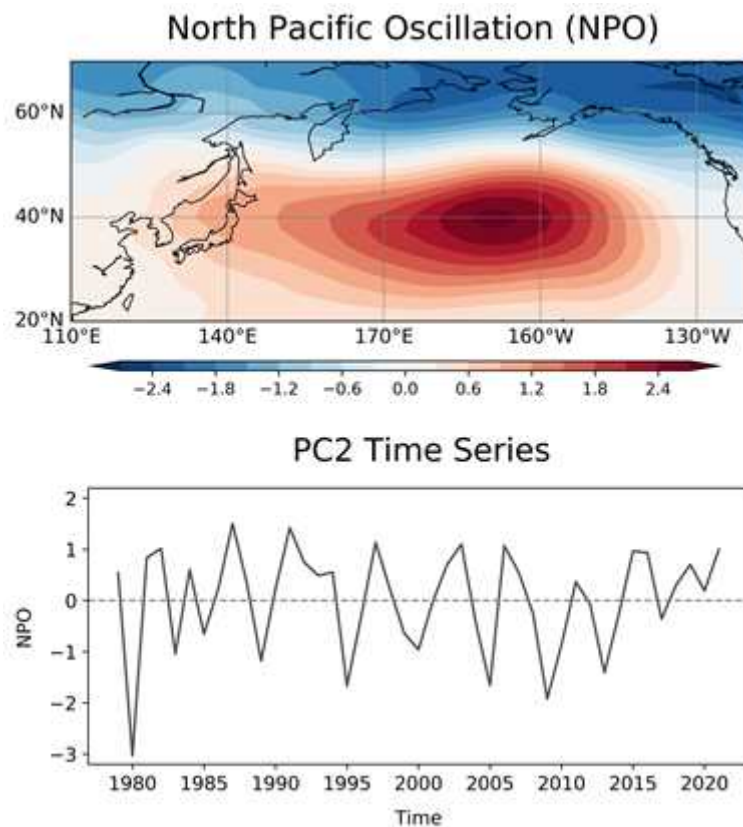 North Pacific Oscillation (NPO)
60°N
40°N
20°N
110°E 140°E 170°E 160°W 130°W
−2.4 −1.8 −1.2 −0.6 0.0 0.6 1.2 1.8 2.4
PC2 Time Series
2
1
0
−1
−2
−3
NPO
1980 1985 1990 1995 2000 2005 2010 2015 2020
Time